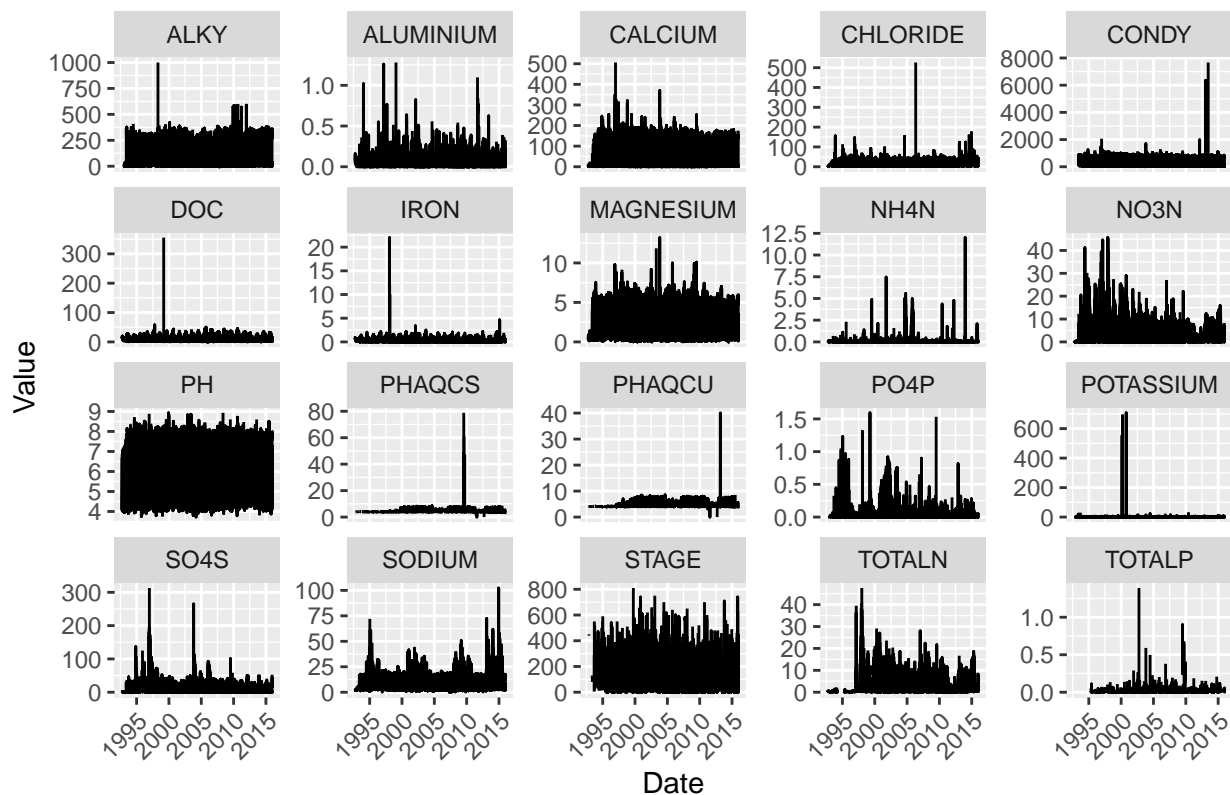 ALKY ALUMINIUM CALCIUM CHLORIDE CONDY
1000 750 500 250 0
1.0 0.5 0.0
500 400 300 200 100 0
500 400 300 200 100 0
8000 6000 4000 2000 0
DOC IRON MAGNESIUM NH4N NO3N
300 200 100 0
20 15 10 5 0
10 5 0
12.5 10.0 7.5 5.0 2.5 0.0
40 30 20 10 0
Value
PH PHAQCS PHAQCU PO4P POTASSIUM
9 8 7 6 5 4
80 60 40 20 0
40 30 20 10 0
1.5 1.0 0.5 0.0
600 400 200 0
SO4S SODIUM STAGE TOTALN TOTALP
300 200 100 0
100 75 50 25 0
800 600 400 200 0
40 30 20 10 0
1.0 0.5 0.0
1995 2000 2005 2010 2015 1995 2000 2005 2010 2015 1995 2000 2005 2010 2015 1995 2000 2005 2010 2015 1995 2000 2005 2010 2015
Date